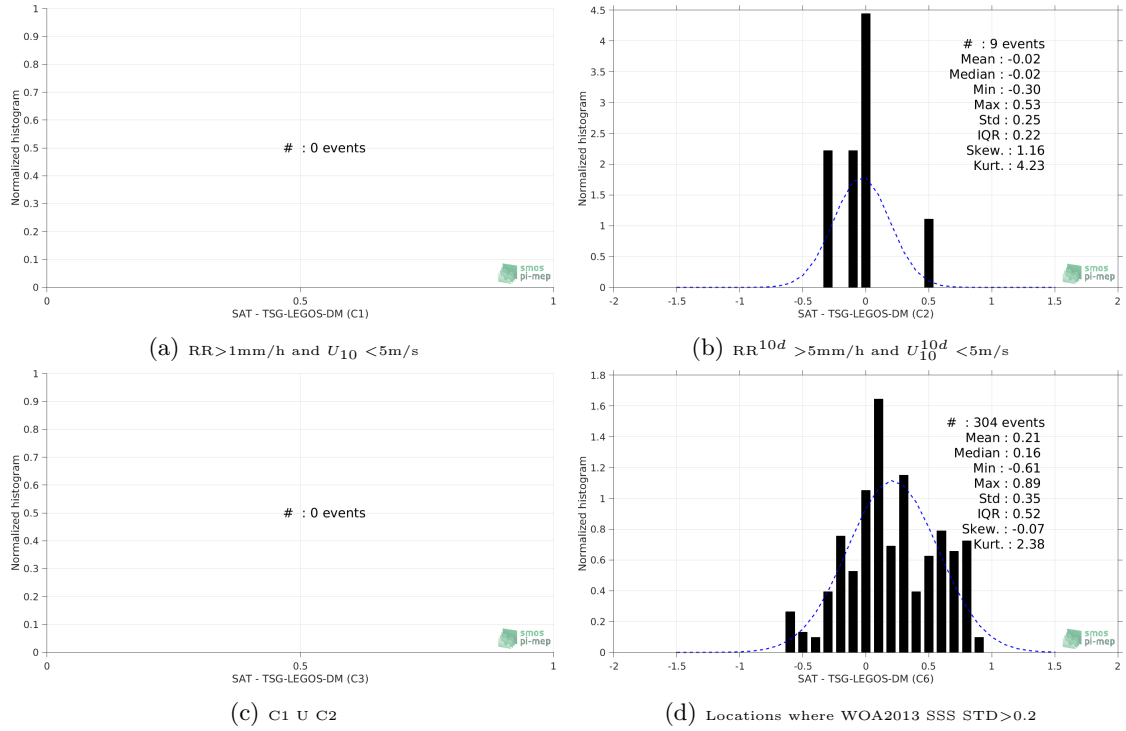 1
0.9
0.8
0.7
0.6
0.5
0.4
0.3
0.2
0.1
0
Normalized histogram
# : 0 events
smos
pi-mep
0 0.5 1
SAT - TSG-LEGOS-DM (C1)
(a) RR>1mm/h and U10 <5m/s
4.5
4
3.5
3
2.5
2
1.5
1
0.5
0
Normalized histogram
# : 9 events
Mean : -0.02
Median : -0.02
Min : -0.30
Max : 0.53
Std : 0.25
IQR : 0.22
Skew. : 1.16
Kurt. : 4.23
smos
pi-mep
-2 -1.5 -1 -0.5 0 0.5 1 1.5 2
SAT - TSG-LEGOS-DM (C2)
(b) RR10d >5mm/h and U10d10 <5m/s
1
0.9
0.8
0.7
0.6
0.5
0.4
0.3
0.2
0.1
0
Normalized histogram
# : 0 events
smos
pi-mep
0 0.5 1
SAT - TSG-LEGOS-DM (C3)
(c) C1 U C2
1.8
1.6
1.4
1.2
1
0.8
0.6
0.4
0.2
0
Normalized histogram
# : 304 events
Mean : 0.21
Median : 0.16
Min : -0.61
Max : 0.89
Std : 0.35
IQR : 0.52
Skew. : -0.07
Kurt. : 2.38
smos
pi-mep
-2 -1.5 -1 -0.5 0 0.5 1 1.5 2
SAT - TSG-LEGOS-DM (C6)
(d) Locations where WOA2013 SSS STD>0.2